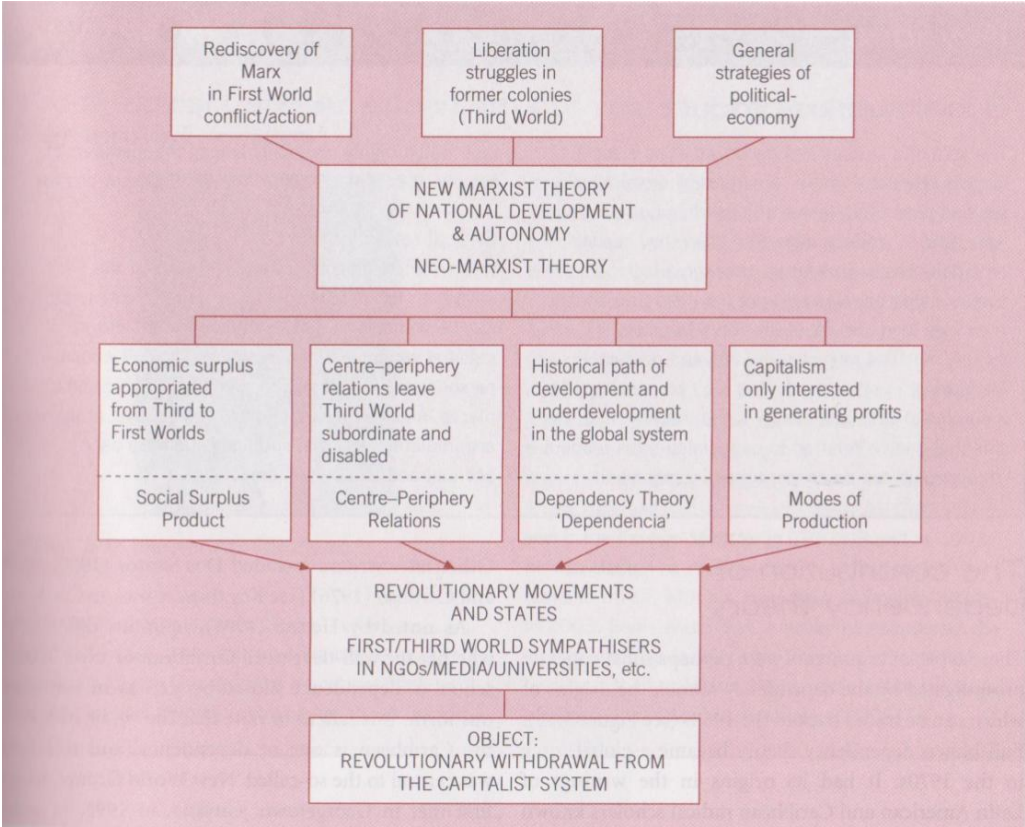 Rediscovery of
Marx
in First World
conflict/action
Liberation
struggles in
former colonies
(Third World)
General
strategies of
political-
economy
NEW MARXIST THEORY
OF NATIONAL DEVELOPMENT
& AUTONOMY
NEO-MARXIST THEORY
Economic surplus
appropriated
from Third to
First Worlds
Social Surplus
Product
Centre–periphery
relations leave
Third World
subordinate and
disabled
Centre–Periphery
Relations
Historical path of
development and
underdevelopment
in the global system
Dependency Theory
'Dependencia'
Capitalism
only interested
in generating profits
Modes of
Production
REVOLUTIONARY MOVEMENTS
AND STATES
FIRST/THIRD WORLD SYMPATHISERS
IN NGOs/MEDIA/UNIVERSITIES, etc.
OBJECT:
REVOLUTIONARY WITHDRAWAL FROM
THE CAPITALIST SYSTEM